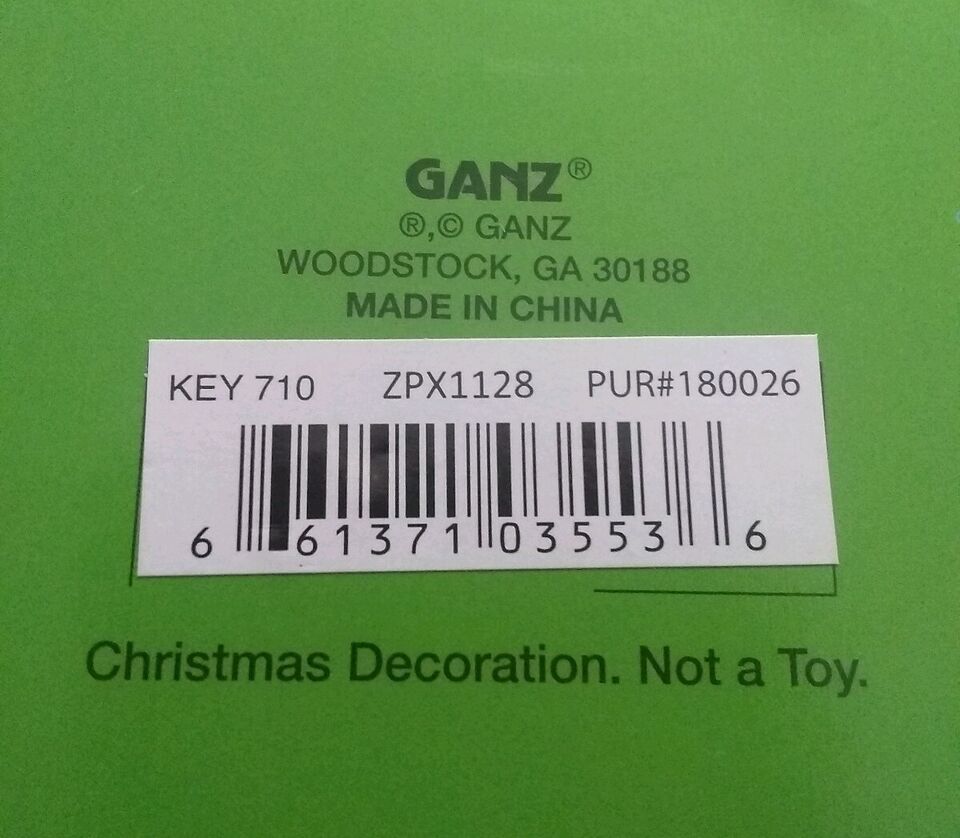 GANZ®
®,© GANZ
WOODSTOCK, GA 30188
MADE IN CHINA
KEY 710 ZPX1128 PUR#180026
6 61371 03553 6
Christmas Decoration. Not a Toy.